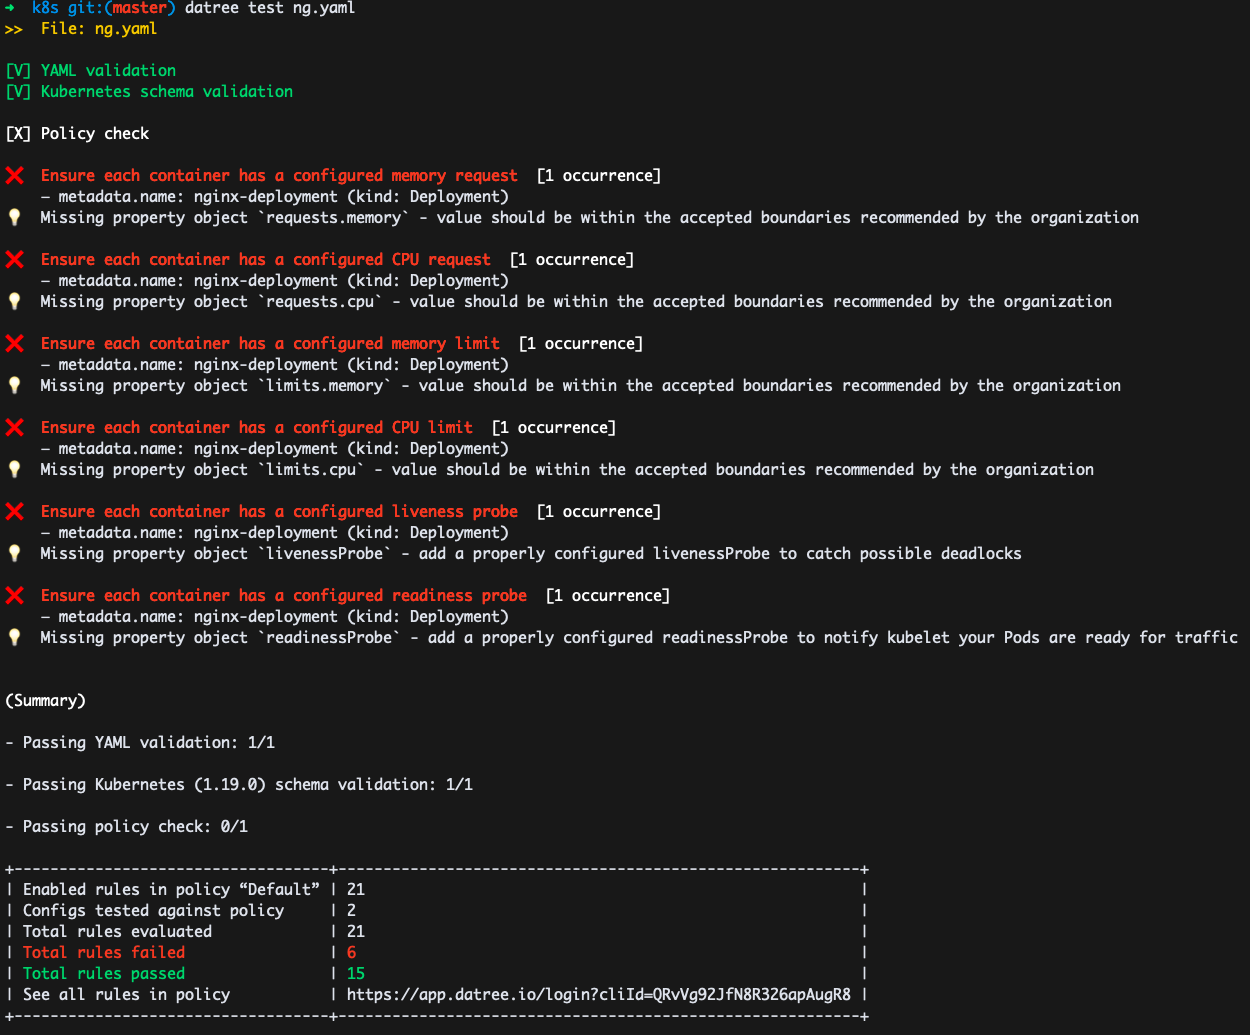 ➜  k8s git:(master) datree test ng.yaml
>>  File: ng.yaml
[V] YAML validation
[V] Kubernetes schema validation
[X] Policy check
❌  Ensure each container has a configured memory request  [1 occurrence]
— metadata.name: nginx-deployment (kind: Deployment)
💡  Missing property object `requests.memory` - value should be within the accepted boundaries recommended by the organization
❌  Ensure each container has a configured CPU request  [1 occurrence]
— metadata.name: nginx-deployment (kind: Deployment)
💡  Missing property object `requests.cpu` - value should be within the accepted boundaries recommended by the organization
❌  Ensure each container has a configured memory limit  [1 occurrence]
— metadata.name: nginx-deployment (kind: Deployment)
💡  Missing property object `limits.memory` - value should be within the accepted boundaries recommended by the organization
❌  Ensure each container has a configured CPU limit  [1 occurrence]
— metadata.name: nginx-deployment (kind: Deployment)
💡  Missing property object `limits.cpu` - value should be within the accepted boundaries recommended by the organization
❌  Ensure each container has a configured liveness probe  [1 occurrence]
— metadata.name: nginx-deployment (kind: Deployment)
💡  Missing property object `livenessProbe` - add a properly configured livenessProbe to catch possible deadlocks
❌  Ensure each container has a configured readiness probe  [1 occurrence]
— metadata.name: nginx-deployment (kind: Deployment)
💡  Missing property object `readinessProbe` - add a properly configured readinessProbe to notify kubelet your Pods are ready for traffic
(Summary)
- Passing YAML validation: 1/1
- Passing Kubernetes (1.19.0) schema validation: 1/1
- Passing policy check: 0/1
+-----------------------------------+----------------------------------------------------------+
| Enabled rules in policy “Default” | 21                                                       |
| Configs tested against policy     | 2                                                        |
| Total rules evaluated             | 21                                                       |
| Total rules failed                | 6                                                        |
| Total rules passed                | 15                                                       |
| See all rules in policy           | https://app.datree.io/login?cliId=QRvVg92JfN8R326apAugR8 |
+-----------------------------------+----------------------------------------------------------+